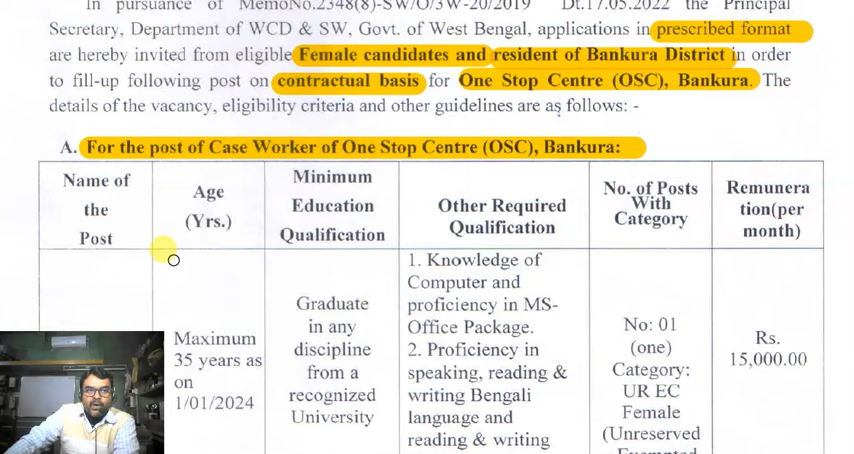 In pursuance of MemoNo.2348(8)-SW/O/3W-20/2019 Dt.17.05.2022 the Principal
Secretary, Department of WCD & SW, Govt. of West Bengal, applications in prescribed format
are hereby invited from eligible Female candidates and resident of Bankura District in order
to fill-up following post on contractual basis for One Stop Centre (OSC), Bankura. The
details of the vacancy, eligibility criteria and other guidelines are as follows: -
A. For the post of Case Worker of One Stop Centre (OSC), Bankura:
Name of
the
Post
Age
(Yrs.)
Minimum
Education
Qualification
Other Required
Qualification
No. of Posts
With
Category
Remunera
tion(per
month)
Maximum
35 years as
on
1/01/2024
Graduate
in any
discipline
from a
recognized
University
1. Knowledge of
Computer and
proficiency in MS-
Office Package.
2. Proficiency in
speaking, reading &
writing Bengali
language and
reading & writing
No: 01
(one)
Category:
UR EC
Female
(Unreserved
Exempted
Rs.
15,000.00